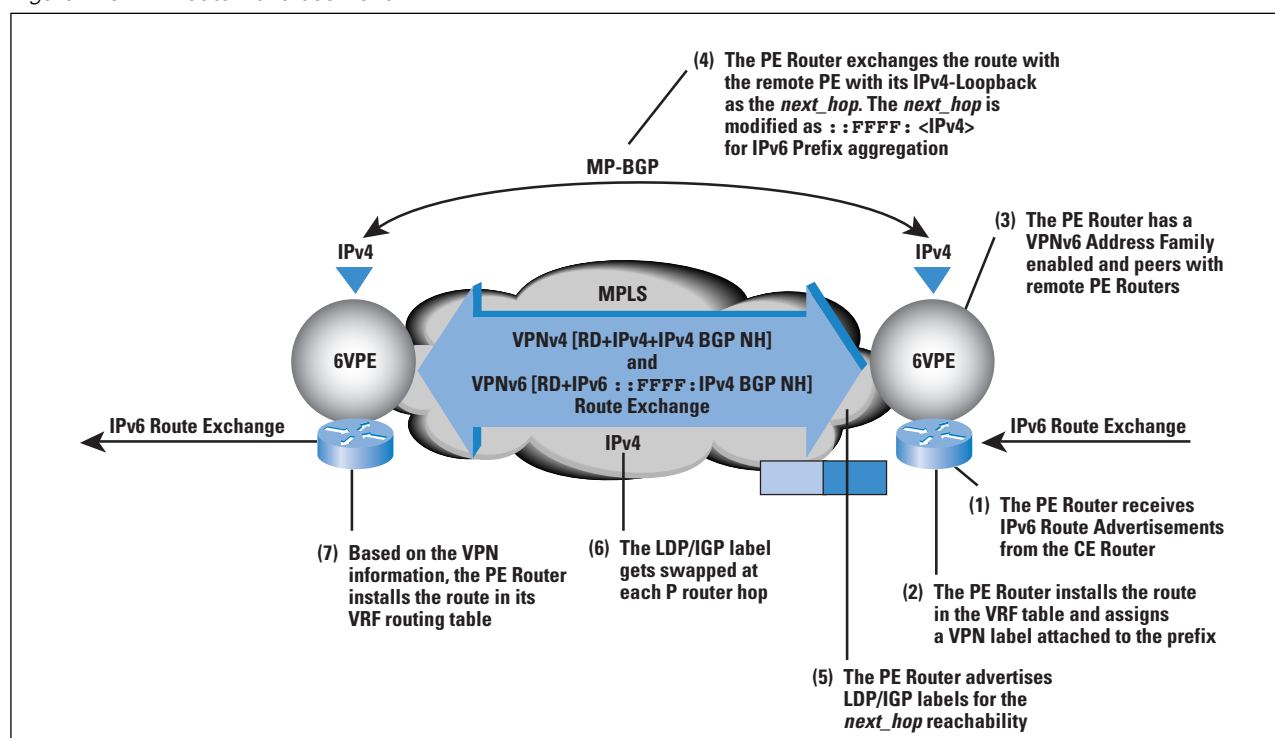 (4) The PE Router exchanges the route with
the remote PE with its IPv4-Loopback
as the next_hop. The next_hop is
modified as ::FFFF: <IPv4>
for IPv6 Prefix aggregation
MP-BGP
IPv4
IPv4
(3) The PE Router has a
VPNv6 Address Family
enabled and peers with
remote PE Routers
MPLS
6VPE
VPNv4 [RD+IPv4+IPv4 BGP NH]
and
VPNv6 [RD+IPv6 ::FFFF:IPv4 BGP NH]
Route Exchange
6VPE
IPv6 Route Exchange
IPv4
IPv6 Route Exchange
(1) The PE Router receives
IPv6 Route Advertisements
from the CE Router
(7) Based on the VPN
information, the PE Router
installs the route in its
VRF routing table
(6) The LDP/IGP label
gets swapped at
each P router hop
(2) The PE Router installs the route
in the VRF table and assigns
a VPN label attached to the prefix
(5) The PE Router advertises
LDP/IGP labels for the
next_hop reachability